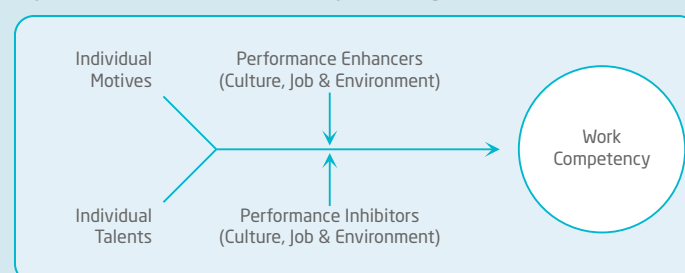 Individual
Motives
Performance Enhancers
(Culture, Job & Environment)
Work
Competency
Individual
Talents
Performance Inhibitors
(Culture, Job & Environment)